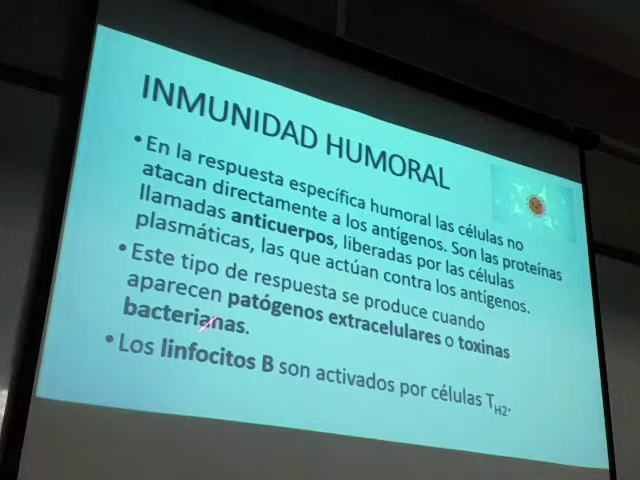 INMUNIDAD HUMORAL
• En la respuesta específica humoral las células no
atacan directamente a los antígenos. Son las proteínas
llamadas anticuerpos, liberadas por las células
plasmáticas, las que actúan contra los antígenos.
• Este tipo de respuesta se produce cuando
aparecen patógenos extracelulares o toxinas
bacterianas.
• Los linfocitos B son activados por células TH2.